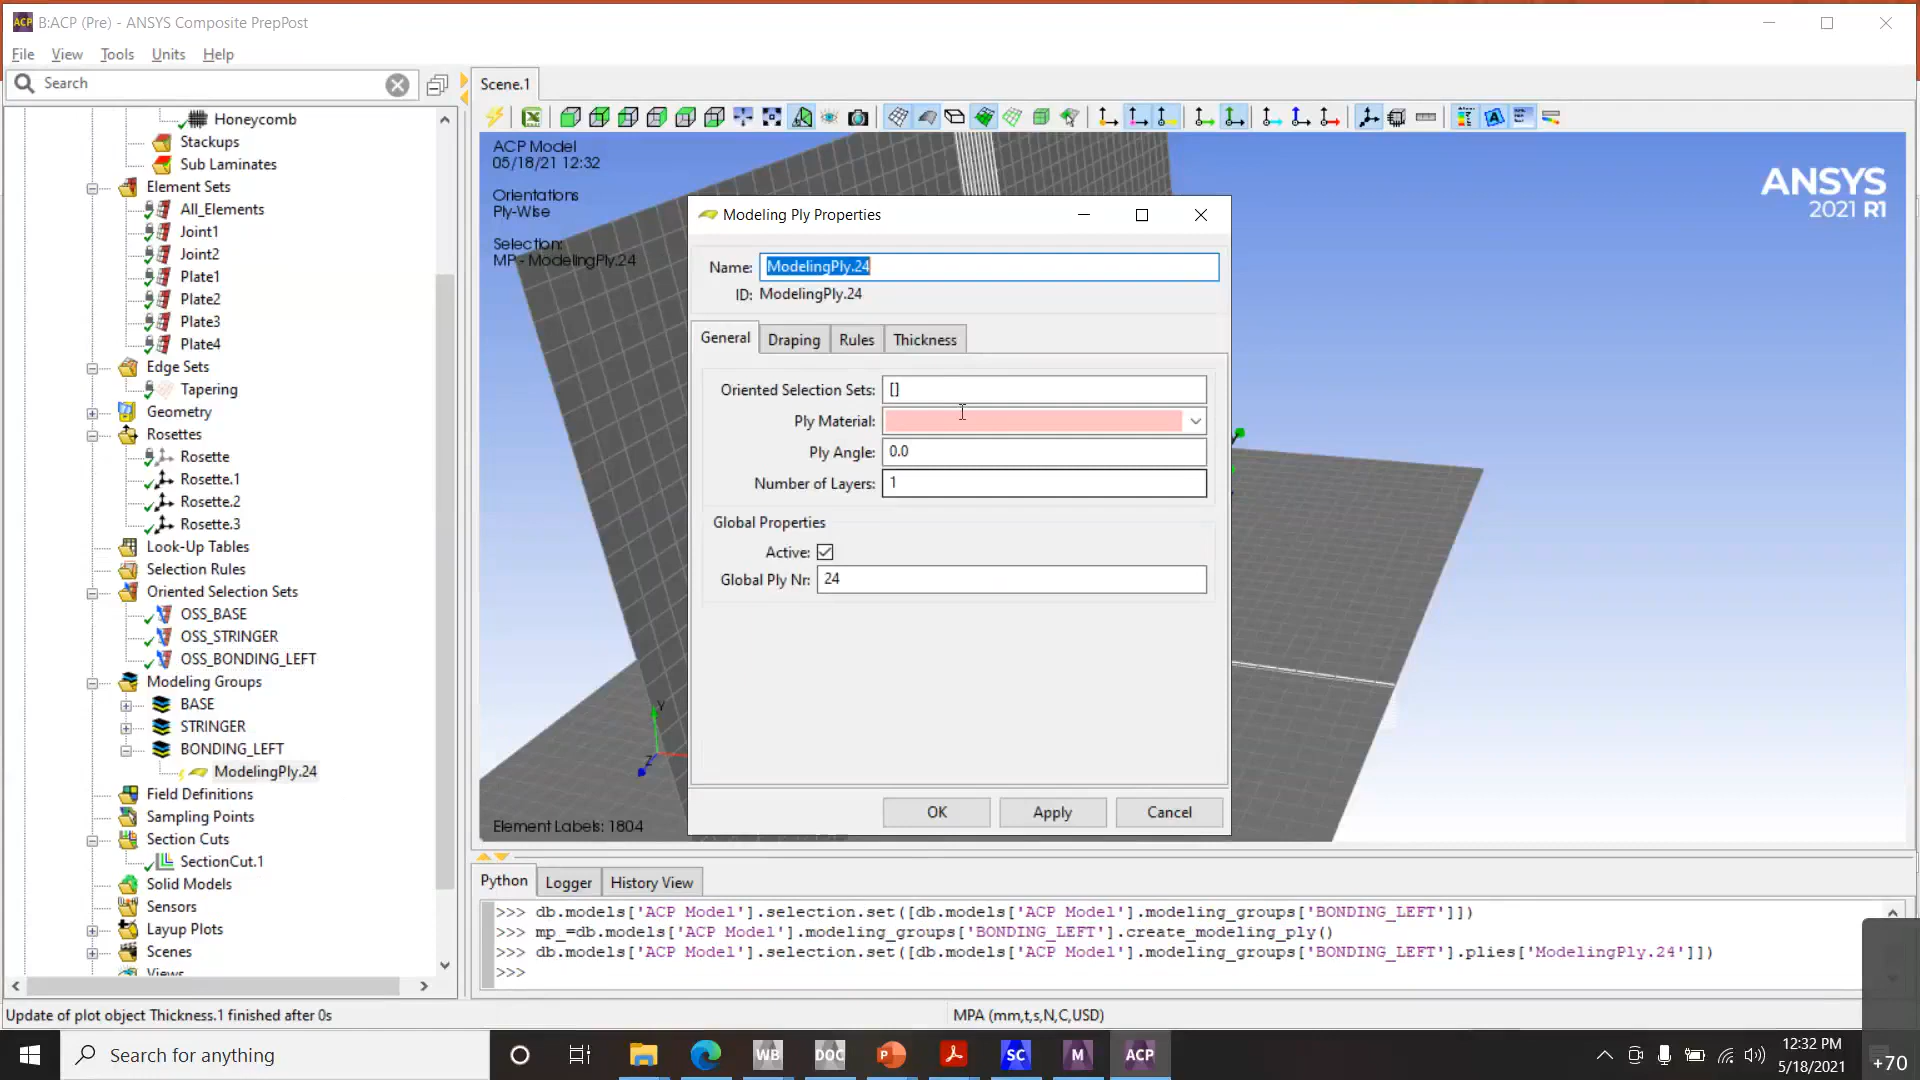 B:ACP (Pre) - ANSYS Composite PrepPost
File View Tools Units Help
Search
Honeycomb
Stackups
Sub Laminates
Element Sets
All_Elements
Joint1
Joint2
Plate1
Plate2
Plate3
Plate4
Edge Sets
Tapering
Geometry
Rosettes
Rosette
Rosette.1
Rosette.2
Rosette.3
Look-Up Tables
Selection Rules
Oriented Selection Sets
OSS_BASE
OSS_STRINGER
OSS_BONDING_LEFT
Modeling Groups
BASE
STRINGER
BONDING_LEFT
ModelingPly.24
Field Definitions
Sampling Points
Section Cuts
SectionCut.1
Solid Models
Sensors
Layup Plots
Scenes
Views
Scene.1
ACP Model
05/18/21 12:32
Orientations
Ply-Wise
Selection:
MP - ModelingPly.24
ANSYS
2021 R1
Modeling Ply Properties
Name: ModelingPly.24
ID: ModelingPly.24
General Draping Rules Thickness
Oriented Selection Sets: []
Ply Material:
Ply Angle: 0.0
Number of Layers: 1
Global Properties
Active:
Global Ply Nr: 24
OK Apply Cancel
Y
Z
Element Labels: 1804
Python Logger History View
>>> db.models['ACP Model'].selection.set([db.models['ACP Model'].modeling_groups['BONDING_LEFT']])
>>> mp_=db.models['ACP Model'].modeling_groups['BONDING_LEFT'].create_modeling_ply()
>>> db.models['ACP Model'].selection.set([db.models['ACP Model'].modeling_groups['BONDING_LEFT'].plies['ModelingPly.24']])
>>>
Update of plot object Thickness.1 finished after 0s
MPA (mm,t,s,N,C,USD)
Search for anything
WB DOC P SC M ACP
12:32 PM
5/18/2021
+70